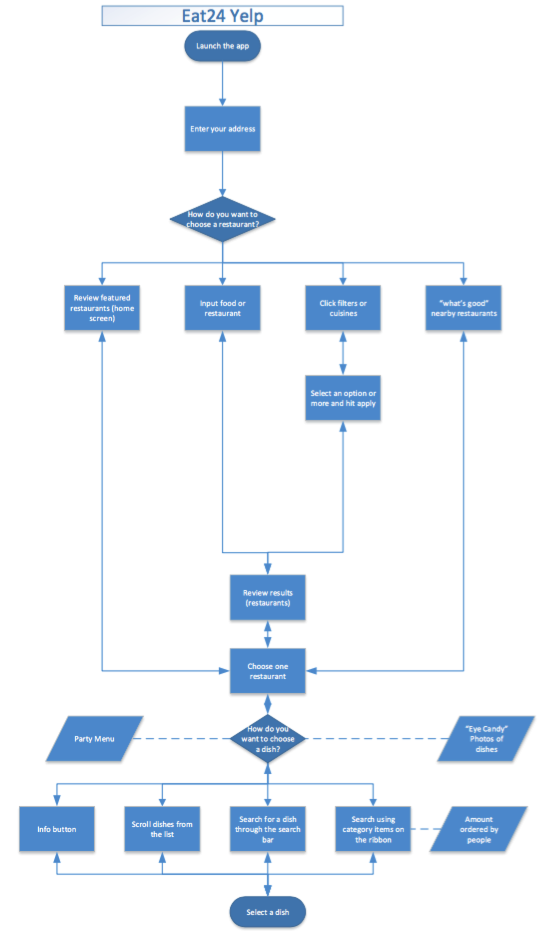 Eat24 Yelp
Launch the app
Enter your address
How do you want to
choose a restaurant?
Review featured
restaurants (home
screen)
Input food or
restaurant
Click filters or
cuisines
"what's good"
nearby restaurants
Select an option or
more and hit apply
Review results
(restaurants)
Choose one
restaurant
Party Menu
How do you
want to choose
a dish?
"Eye Candy"
Photos of
dishes
Info button
Scroll dishes from
the list
Search for a dish
through the search
bar
Search using
category items on
the ribbon
Amount
ordered by
people
Select a dish